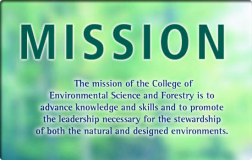 MISSION
The mission of the College of
Environmental Science and Forestry is to
advance knowledge and skills and to promote
the leadership necessary for the stewardship
of both the natural and designed environments.